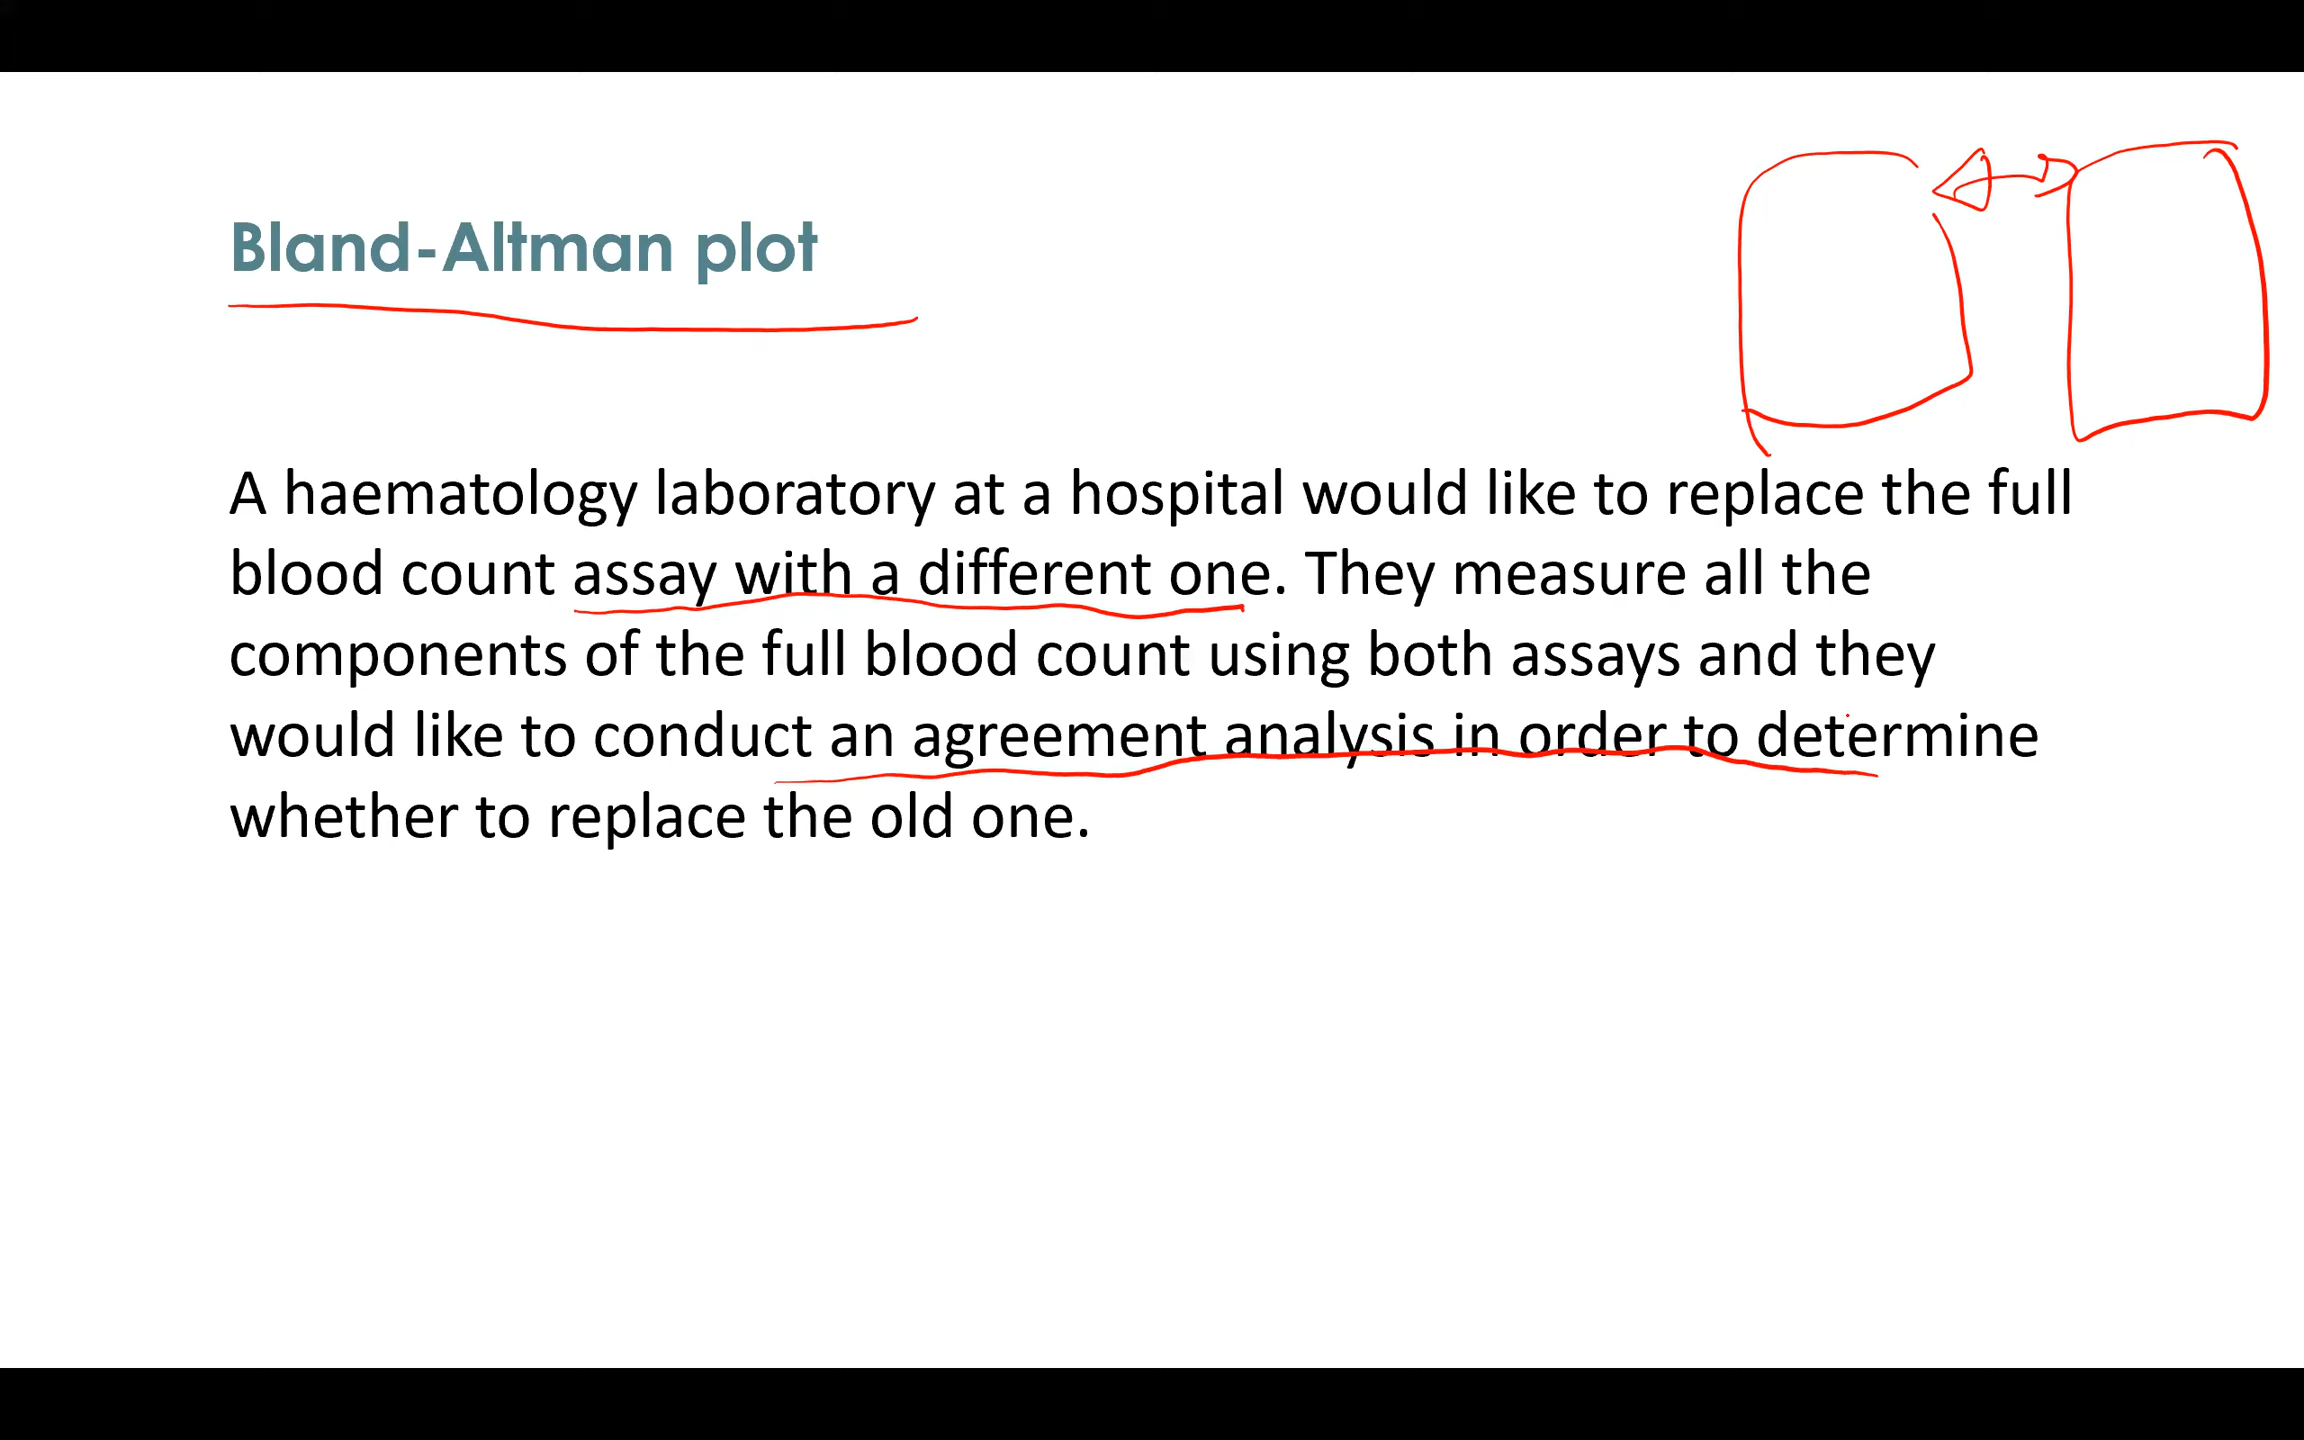 Bland-Altman plot
A haematology laboratory at a hospital would like to replace the full
blood count assay with a different one. They measure all the
components of the full blood count using both assays and they
would like to conduct an agreement analysis in order to determine
whether to replace the old one.